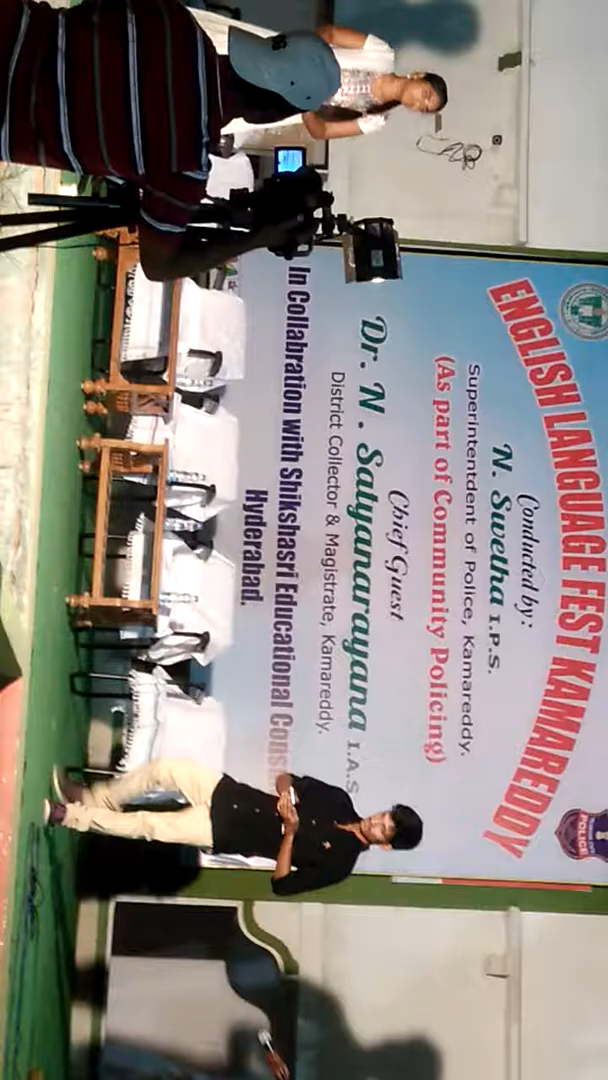 ENGLISH LANGUAGE FEST KAMAREDDY
Conducted by:
N. Swetha I.P.S.
Superintendent of Police, Kamareddy.
(As part of Community Policing)
Chief Guest
Dr. N. Satyanarayana I.A.S
District Collector & Magistrate, Kamareddy.
In Collabration with Shikshasri Educational
Hyderabad.
POLICE